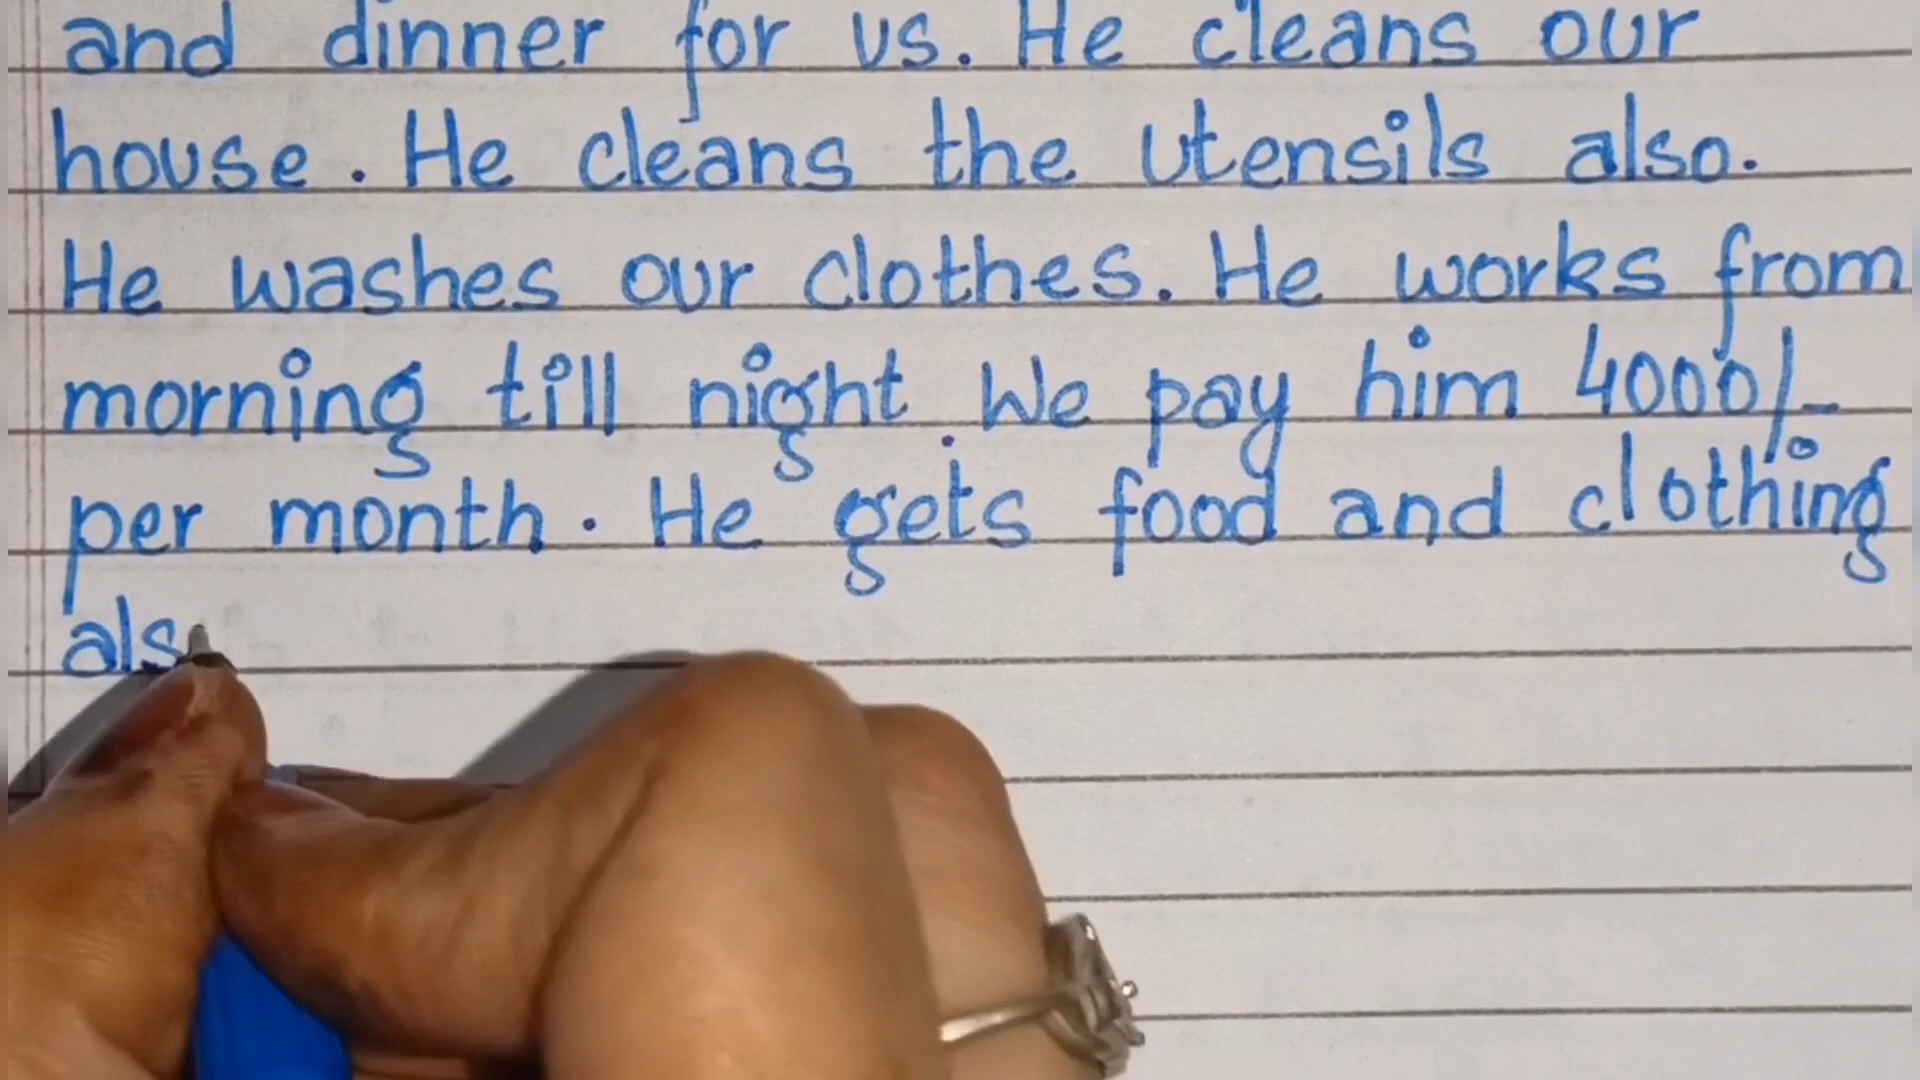 and dinner for us. He cleans our
house. He cleans the utensils also.
He washes our clothes. He works from
morning till night. We pay him 4000/-
per month. He gets food and clothing
als